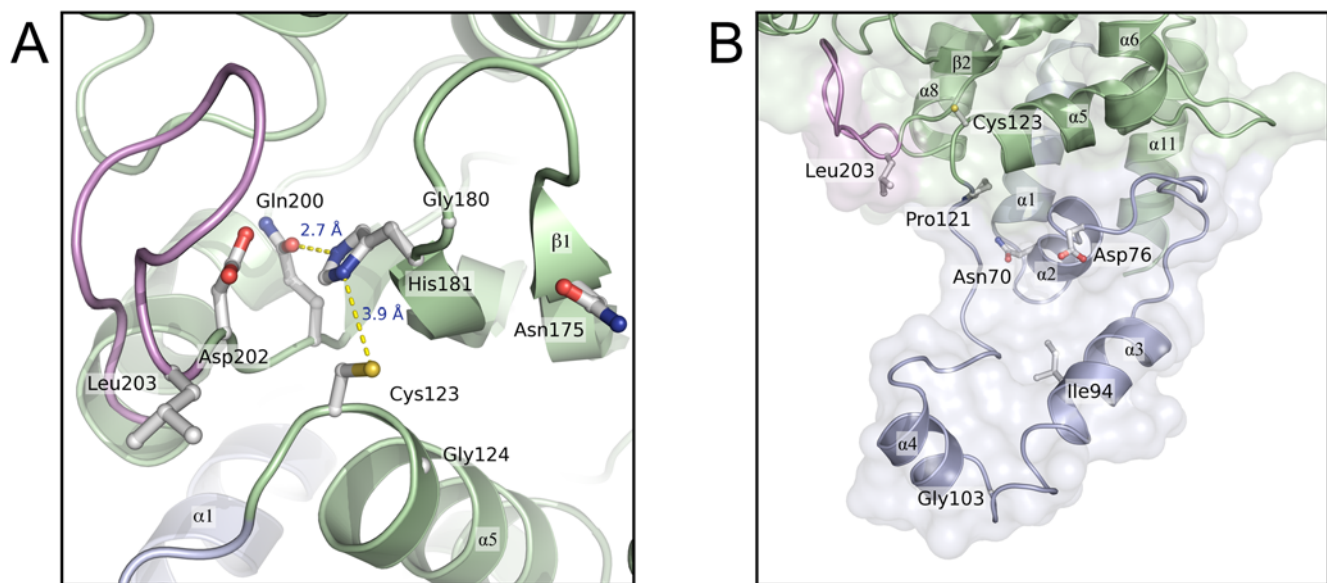 A
Gln200
2.7 Å
Gly180
β1
His181
Asn175
3.9 Å
Asp202
Leu203
Cys123
Gly124
α1
α5
B
α6
β2
α8
Cys123
α5
α11
Leu203
α1
Pro121
Asp76
Asn70
α2
α3
Ile94
α4
Gly103